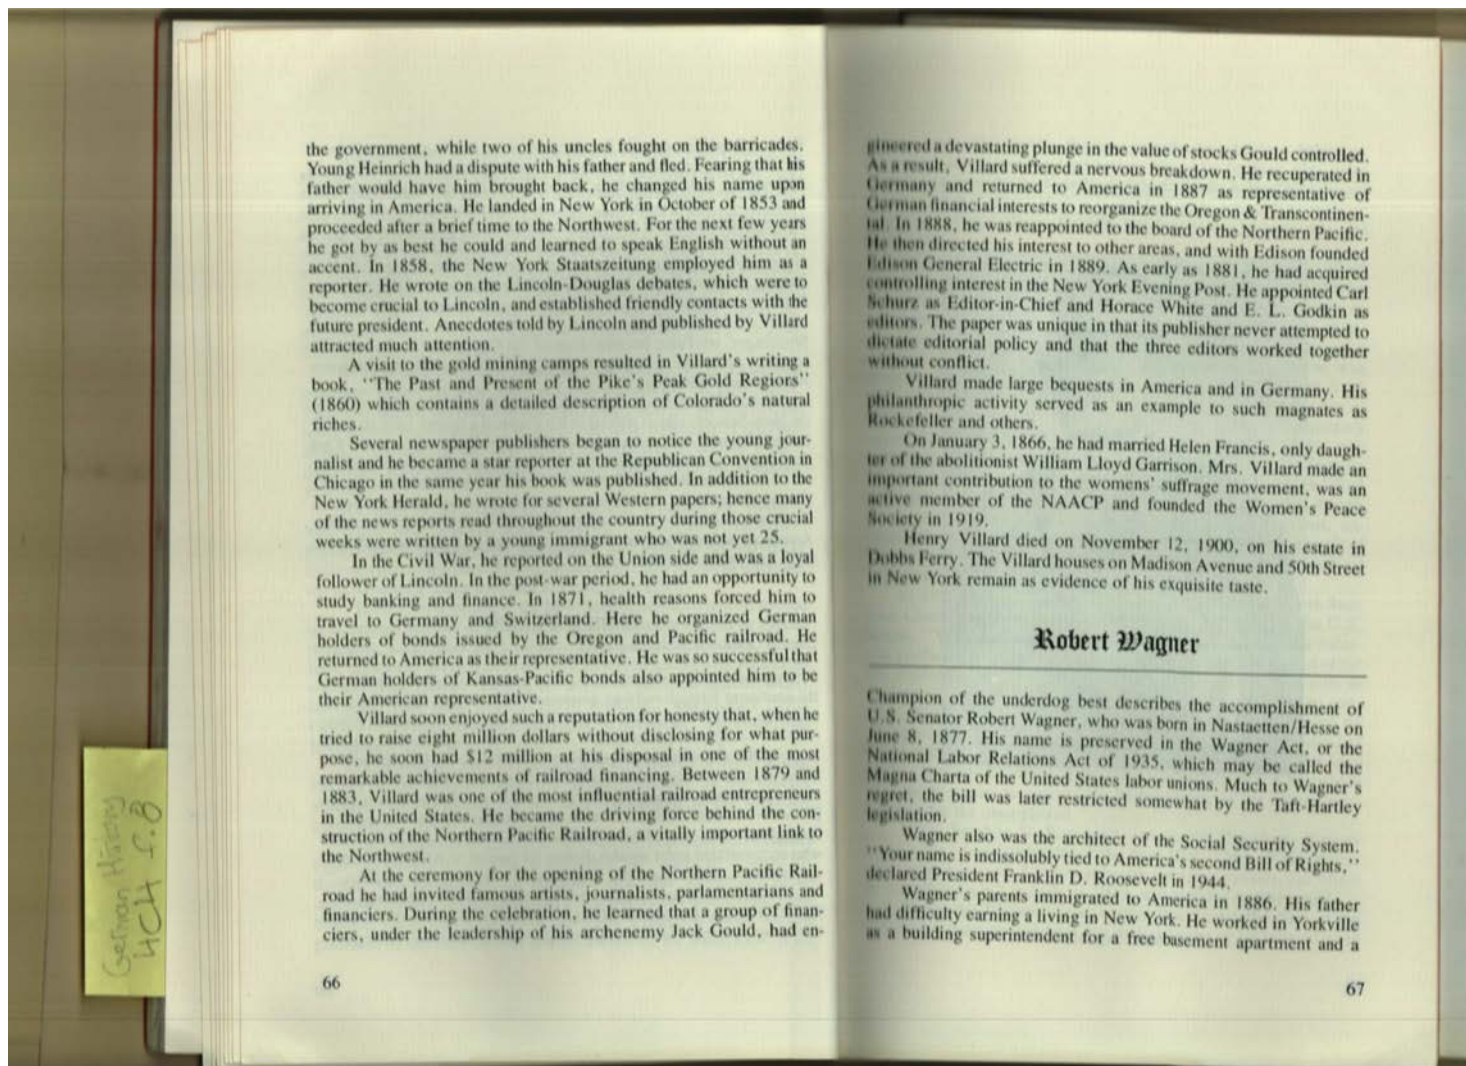 the government, while two of his uncles fought on the barricades.
Young Heinrich had a dispute with his father and fled. Fearing that his
father would have him brought back, he changed his name upon
arriving in America. He landed in New York in October of 1853 and
proceeded after a brief time to the Northwest. For the next few years
he got by as best he could and learned to speak English without an
accent. In 1858, the New York Staatszeitung employed him as a
reporter. He wrote on the Lincoln-Douglas debates, which were to
become crucial to Lincoln, and established friendly contacts with the
future president. Anecdotes told by Lincoln and published by Villard
attracted much attention.
A visit to the gold mining camps resulted in Villard's writing a
book, "The Past and Present of the Pike's Peak Gold Regiors"
(1860) which contains a detailed description of Colorado's natural
riches.
Several newspaper publishers began to notice the young jour-
nalist and he became a star reporter at the Republican Convention in
Chicago in the same year his book was published. In addition to the
New York Herald, he wrote for several Western papers; hence many
of the news reports read throughout the country during those crucial
weeks were written by a young immigrant who was not yet 25.
In the Civil War, he reported on the Union side and was a loyal
follower of Lincoln. In the post-war period, he had an opportunity to
study banking and finance. In 1871, health reasons forced him to
travel to Germany and Switzerland. Here he organized German
holders of bonds issued by the Oregon and Pacific railroad. He
returned to America as their representative. He was so successful that
German holders of Kansas-Pacific bonds also appointed him to be
their American representative.
Villard soon enjoyed such a reputation for honesty that, when he
tried to raise eight million dollars without disclosing for what pur-
pose, he soon had $12 million at his disposal in one of the most
remarkable achievements of railroad financing. Between 1879 and
1883, Villard was one of the most influential railroad entrepreneurs
in the United States. He became the driving force behind the con-
struction of the Northern Pacific Railroad, a vitally important link to
the Northwest.
At the ceremony for the opening of the Northern Pacific Rail-
road he had invited famous artists, journalists, parlamentarians and
financiers. During the celebration, he learned that a group of finan-
ciers, under the leadership of his archenemy Jack Gould, had en-
66
gineered a devastating plunge in the value of stocks Gould controlled.
As a result, Villard suffered a nervous breakdown. He recuperated in
Germany and returned to America in 1887 as representative of
German financial interests to reorganize the Oregon & Transcontinen-
tal. In 1888, he was reappointed to the board of the Northern Pacific.
He then directed his interest to other areas, and with Edison founded
Edison General Electric in 1889. As early as 1881, he had acquired
controlling interest in the New York Evening Post. He appointed Carl
Schurz as Editor-in-Chief and Horace White and E. L. Godkin as
editors. The paper was unique in that its publisher never attempted to
dictate editorial policy and that the three editors worked together
without conflict.
Villard made large bequests in America and in Germany. His
philanthropic activity served as an example to such magnates as
Rockefeller and others.
On January 3, 1866, he had married Helen Francis, only daugh-
ter of the abolitionist William Lloyd Garrison. Mrs. Villard made an
important contribution to the womens' suffrage movement, was an
active member of the NAACP and founded the Women's Peace
Society in 1919.
Henry Villard died on November 12, 1900, on his estate in
Dobbs Ferry. The Villard houses on Madison Avenue and 50th Street
in New York remain as evidence of his exquisite taste.
Robert Wagner
Champion of the underdog best describes the accomplishment of
U.S. Senator Robert Wagner, who was born in Nastaetten/Hesse on
June 8, 1877. His name is preserved in the Wagner Act, or the
National Labor Relations Act of 1935, which may be called the
Magna Charta of the United States labor unions. Much to Wagner's
regret, the bill was later restricted somewhat by the Taft-Hartley
legislation.
Wagner also was the architect of the Social Security System.
"Your name is indissolubly tied to America's second Bill of Rights,"
declared President Franklin D. Roosevelt in 1944.
Wagner's parents immigrated to America in 1886. His father
had difficulty earning a living in New York. He worked in Yorkville
as a building superintendent for a free basement apartment and a
67
German History
4CH f.8